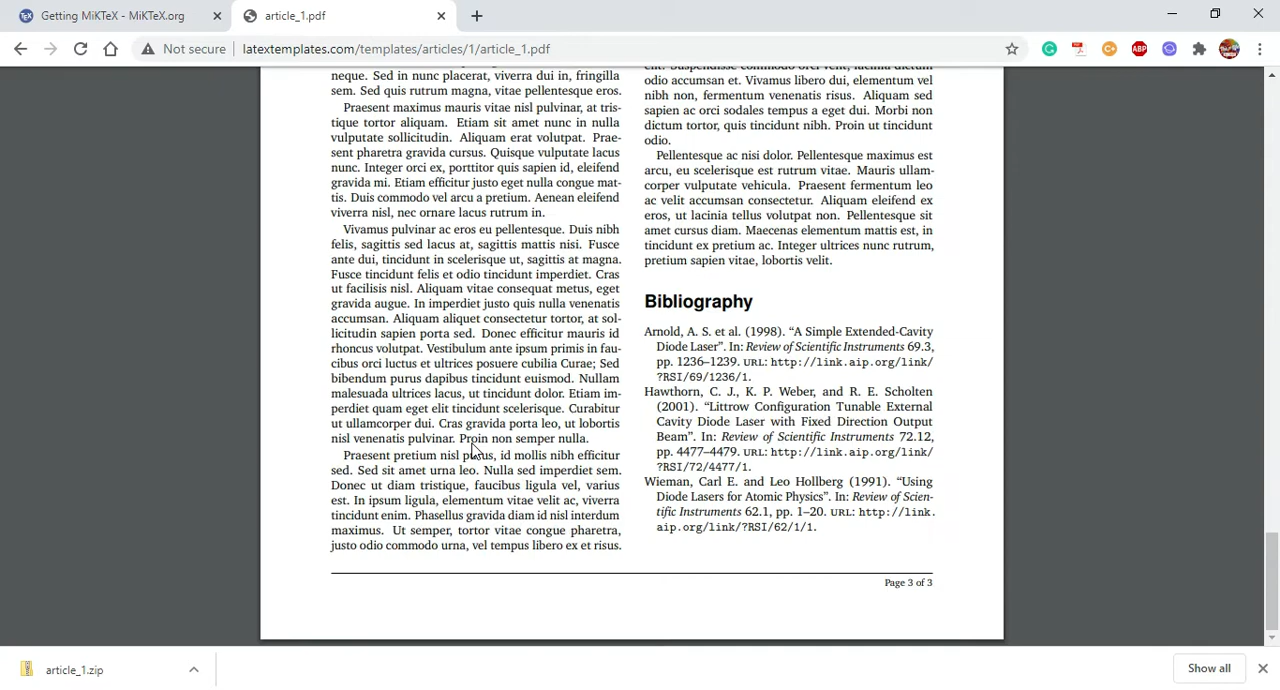 Getting MiKTeX - MiKTeX.org
article_1.pdf
Not secure
latextemplates.com/templates/articles/1/article_1.pdf
neque. Sed in nunc placerat, viverra dui in, fringilla
sem. Sed quis rutrum magna, vitae pellentesque eros.
Praesent maximus mauris vitae nisl pulvinar, at tris-
tique tortor aliquam. Etiam sit amet nunc in nulla
vulputate sollicitudin. Aliquam erat volutpat. Prae-
sent pharetra gravida cursus. Quisque vulputate lacus
nunc. Integer orci ex, porttitor quis sapien id, eleifend
gravida mi. Etiam efficitur justo eget nulla congue mat-
tis. Duis commodo vel arcu a pretium. Aenean eleifend
viverra nisl, nec ornare lacus rutrum in.
Vivamus pulvinar ac eros eu pellentesque. Duis nibh
felis, sagittis sed lacus at, sagittis mattis nisi. Fusce
ante dui, tincidunt in scelerisque ut, sagittis at magna.
Fusce tincidunt felis et odio tincidunt imperdiet. Cras
ut facilisis nisl. Aliquam vitae consequat metus, eget
gravida augue. In imperdiet justo quis nulla venenatis
accumsan. Aliquam aliquet consectetur tortor, at sol-
licitudin sapien porta sed. Donec efficitur mauris id
rhoncus volutpat. Vestibulum ante ipsum primis in fau-
cibus orci luctus et ultrices posuere cubilia Curae; Sed
bibendum purus dapibus tincidunt euismod. Nullam
malesuada ultrices lacus, ut tincidunt dolor. Etiam im-
perdiet quam eget elit tincidunt scelerisque. Curabitur
ut ullamcorper dui. Cras gravida porta leo, ut lobortis
nisl venenatis pulvinar. Proin non semper nulla.
Praesent pretium nisl purus, id mollis nibh efficitur
sed. Sed sit amet urna leo. Nulla sed imperdiet sem.
Donec ut diam tristique, faucibus ligula vel, varius
est. In ipsum ligula, elementum vitae velit ac, viverra
tincidunt enim. Phasellus gravida diam id nisl interdum
maximus. Ut semper, tortor vitae congue pharetra,
justo odio commodo urna, vel tempus libero ex et risus.
elit. Suspendisse commodo orci velit, lacinia dictum
odio accumsan et. Vivamus libero dui, elementum vel
nibh non, fermentum venenatis risus. Aliquam sed
sapien ac orci sodales tempus a eget dui. Morbi non
dictum tortor, quis tincidunt nibh. Proin ut tincidunt
odio.
Pellentesque ac nisi dolor. Pellentesque maximus est
arcu, eu scelerisque est rutrum vitae. Mauris ullam-
corper vulputate vehicula. Praesent fermentum leo
ac velit accumsan consectetur. Aliquam eleifend ex
eros, ut lacinia tellus volutpat non. Pellentesque sit
amet cursus diam. Maecenas elementum mattis est, in
tincidunt ex pretium ac. Integer ultrices nunc rutrum,
pretium sapien vitae, lobortis velit.
Bibliography
Arnold, A. S. et al. (1998). “A Simple Extended-Cavity
Diode Laser”. In: Review of Scientific Instruments 69.3,
pp. 1236–1239. URL: http://link.aip.org/link/
?RSI/69/1236/1.
Hawthorn, C. J., K. P. Weber, and R. E. Scholten
(2001). “Littrow Configuration Tunable External
Cavity Diode Laser with Fixed Direction Output
Beam”. In: Review of Scientific Instruments 72.12,
pp. 4477–4479. URL: http://link.aip.org/link/
?RSI/72/4477/1.
Wieman, Carl E. and Leo Hollberg (1991). “Using
Diode Lasers for Atomic Physics”. In: Review of Scien-
tific Instruments 62.1, pp. 1–20. URL: http://link.
aip.org/link/?RSI/62/1/1.
Page 3 of 3
article_1.zip
Show all